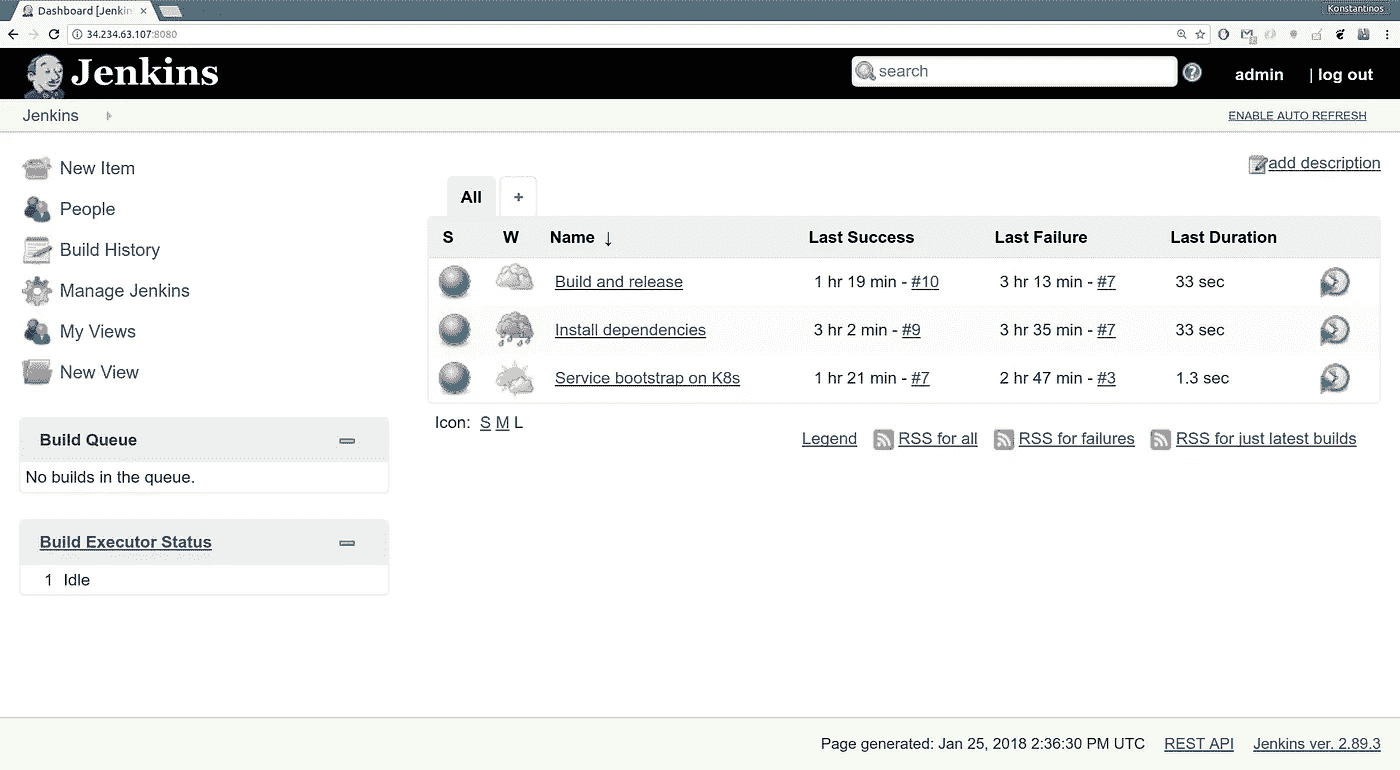 Dashboard [Jenkin
Konstantinos
34.234.63.107:8080
Jenkins
search
admin | log out
Jenkins
ENABLE AUTO REFRESH
New Item
People
Build History
Manage Jenkins
My Views
New View
Build Queue
No builds in the queue.
Build Executor Status
1 Idle
add description
All +
S W Name ↓ Last Success Last Failure Last Duration
Build and release 1 hr 19 min - #10 3 hr 13 min - #7 33 sec
Install dependencies 3 hr 2 min - #9 3 hr 35 min - #7 33 sec
Service bootstrap on K8s 1 hr 21 min - #7 2 hr 47 min - #3 1.3 sec
Icon: S M L
Legend RSS for all RSS for failures RSS for just latest builds
Page generated: Jan 25, 2018 2:36:30 PM UTC REST API Jenkins ver. 2.89.3